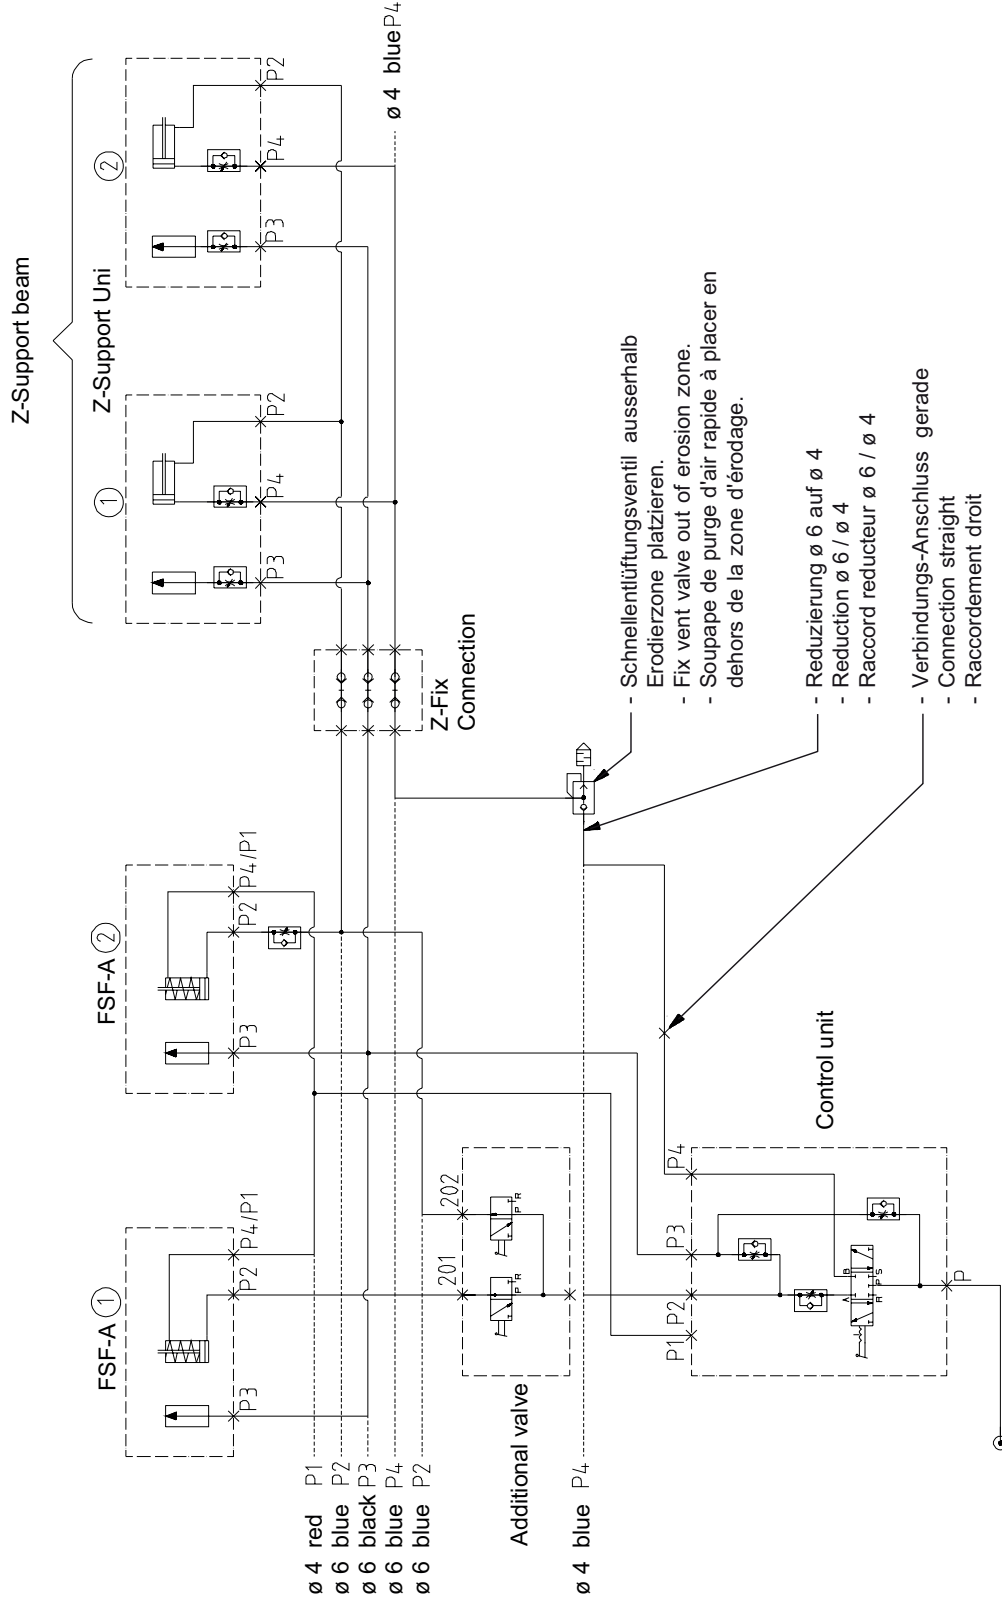 Z-Support beam
Z-Support Uni
1
2
P3
P4
P2
P3
P4
P2
ø 4 blue P4
FSF-A 1
P3
P2
P4/P1
FSF-A 2
P3
P2
P4/P1
Z-Fix
Connection
ø 4 red P1
ø 6 blue P2
ø 6 black P3
ø 6 blue P4
ø 6 blue P2
201
202
P R
P R
Additional valve
ø 4 blue P4
- Schnellentlüftungsventil ausserhalb
Erodierzone platzieren.
- Fix vent valve out of erosion zone.
- Soupape de purge d'air rapide à placer en
dehors de la zone d'érodage.
- Reduzierung ø 6 auf ø 4
- Reduction ø 6 / ø 4
- Raccord reducteur ø 6 / ø 4
- Verbindungs-Anschluss gerade
- Connection straight
- Raccordement droit
Control unit
P1
P2
P3
P4
A B
R P S
P